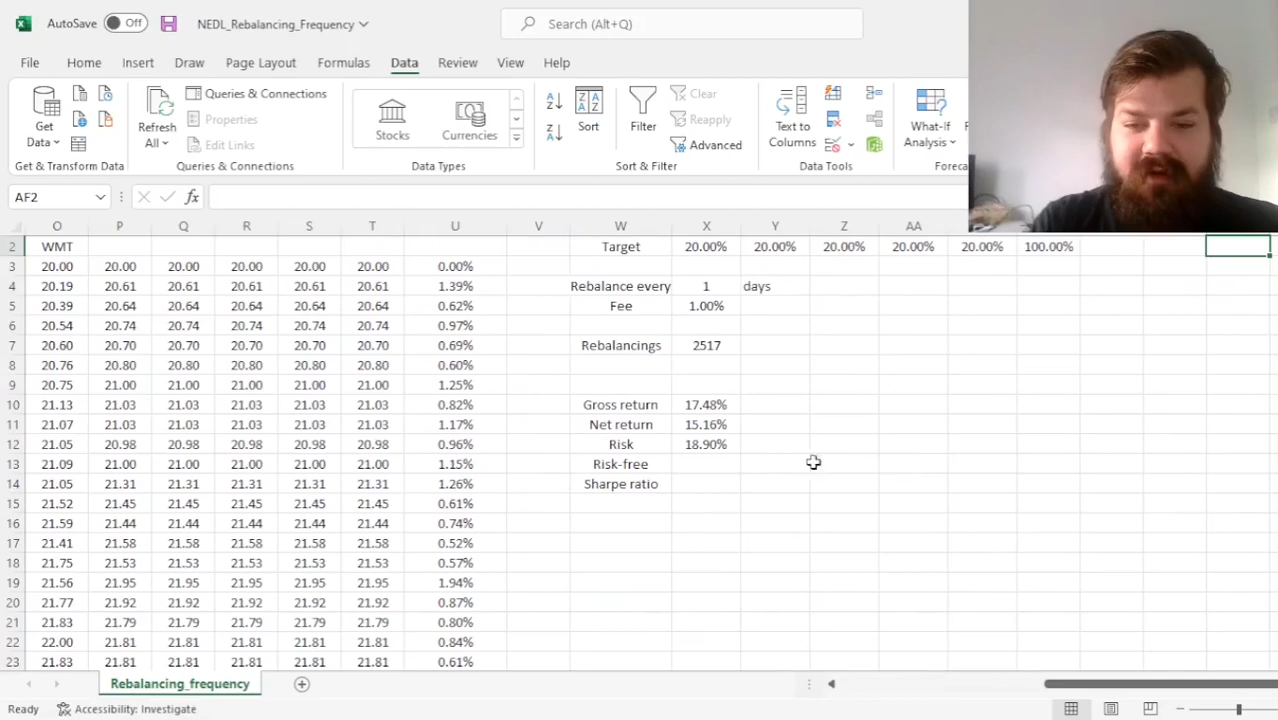 AutoSave Off NEDL_Rebalancing_Frequency Search (Alt+Q)
File Home Insert Draw Page Layout Formulas Data Review View Help
Get Data Refresh All Queries & Connections Properties Edit Links Stocks Currencies Sort Filter Clear Reapply Advanced Text to Columns What-If Analysis
Get & Transform Data Queries & Connections Data Types Sort & Filter Data Tools Forec
AF2 fx
O P Q R S T U V W X Y Z AA
2 WMT Target 20.00% 20.00% 20.00% 20.00% 20.00% 100.00%
3 20.00 20.00 20.00 20.00 20.00 20.00 0.00%
4 20.19 20.61 20.61 20.61 20.61 20.61 1.39% Rebalance every 1 days
5 20.39 20.64 20.64 20.64 20.64 20.64 0.62% Fee 1.00%
6 20.54 20.74 20.74 20.74 20.74 20.74 0.97%
7 20.60 20.70 20.70 20.70 20.70 20.70 0.69% Rebalancings 2517
8 20.76 20.80 20.80 20.80 20.80 20.80 0.60%
9 20.75 21.00 21.00 21.00 21.00 21.00 1.25%
10 21.13 21.03 21.03 21.03 21.03 21.03 0.82% Gross return 17.48%
11 21.07 21.03 21.03 21.03 21.03 21.03 1.17% Net return 15.16%
12 21.05 20.98 20.98 20.98 20.98 20.98 0.96% Risk 18.90%
13 21.09 21.00 21.00 21.00 21.00 21.00 1.15% Risk-free
14 21.05 21.31 21.31 21.31 21.31 21.31 1.26% Sharpe ratio
15 21.52 21.45 21.45 21.45 21.45 21.45 0.61%
16 21.59 21.44 21.44 21.44 21.44 21.44 0.74%
17 21.41 21.58 21.58 21.58 21.58 21.58 0.52%
18 21.75 21.53 21.53 21.53 21.53 21.53 0.57%
19 21.56 21.95 21.95 21.95 21.95 21.95 1.94%
20 21.77 21.92 21.92 21.92 21.92 21.92 0.87%
21 21.83 21.79 21.79 21.79 21.79 21.79 0.80%
22 22.00 21.81 21.81 21.81 21.81 21.81 0.84%
23 21.83 21.81 21.81 21.81 21.81 21.81 0.61%
Rebalancing_frequency
Ready Accessibility: Investigate